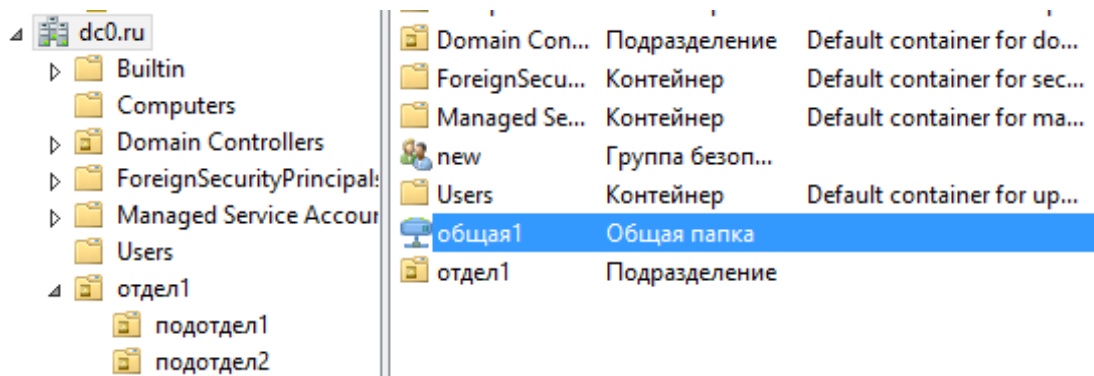 dc0.ru
Builtin
Computers
Domain Controllers
ForeignSecurityPrincipals
Managed Service Accour
Users
отдел1
подотдел1
подотдел2
Domain Con... Подразделение Default container for do...
ForeignSecu... Контейнер Default container for sec...
Managed Se... Контейнер Default container for ma...
new Группа безоп...
Users Контейнер Default container for up...
общая1 Общая папка
отдел1 Подразделение